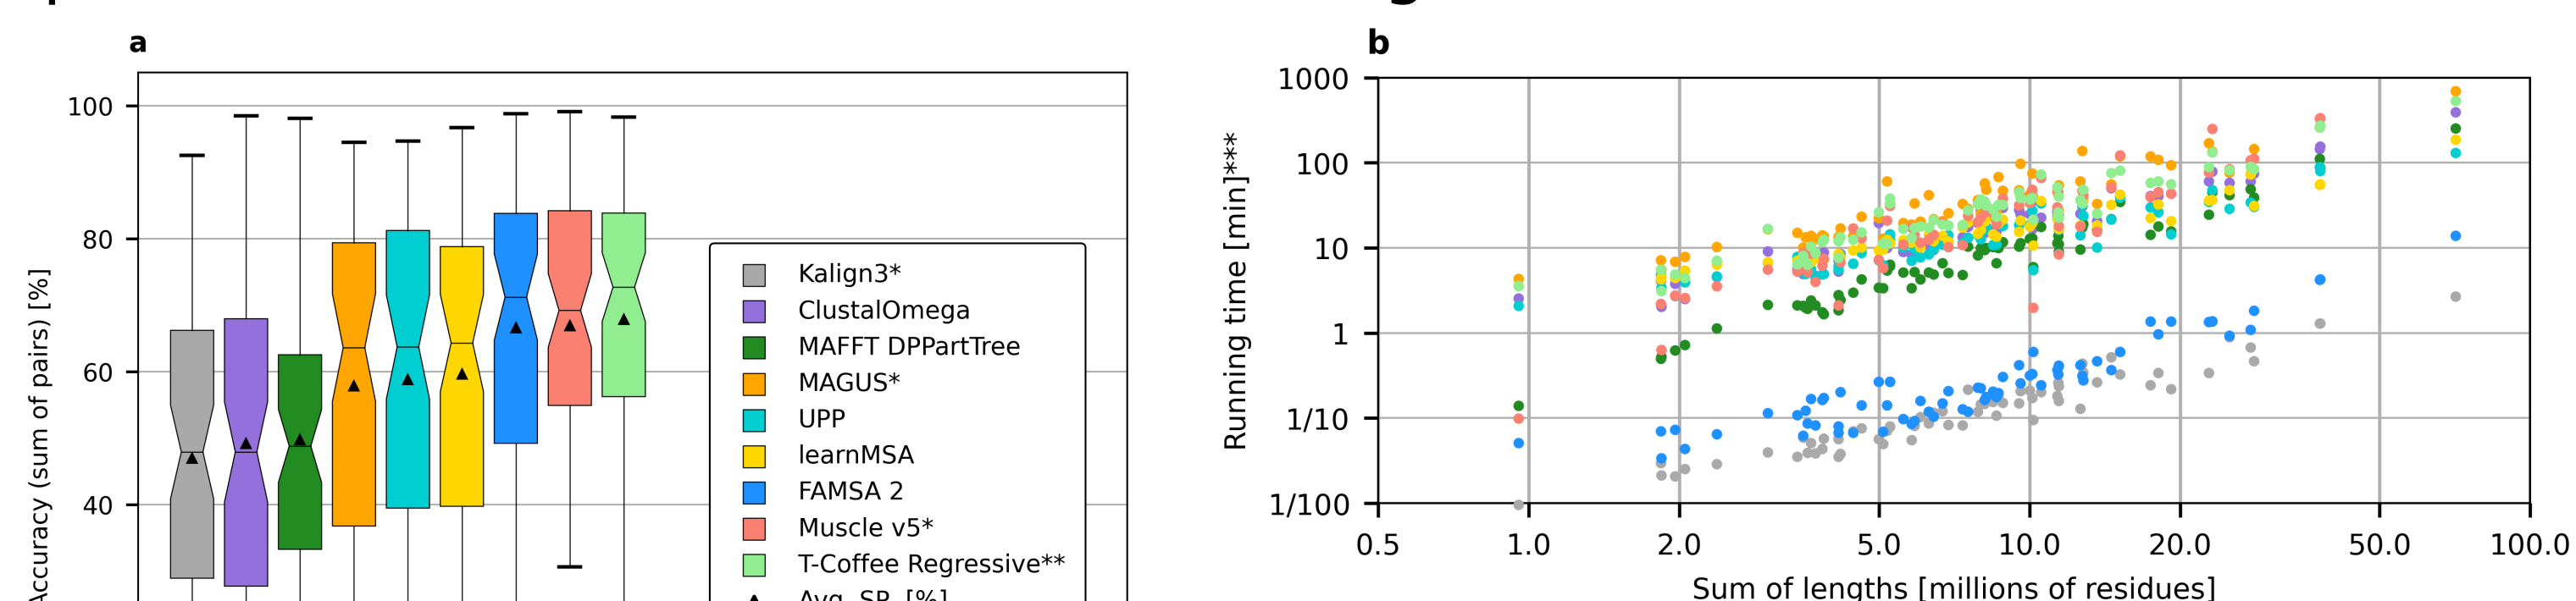 a
Accuracy (sum of pairs) [%]
100
80
60
40
Kalign3*
ClustalOmega
MAFFT DPPartTree
MAGUS*
UPP
learnMSA
FAMSA 2
Muscle v5*
T-Coffee Regressive**
Avg. SP [%]
b
Running time [min]***
1000
100
10
1
1/10
1/100
0.5 1.0 2.0 5.0 10.0 20.0 50.0 100.0
Sum of lengths [millions of residues]